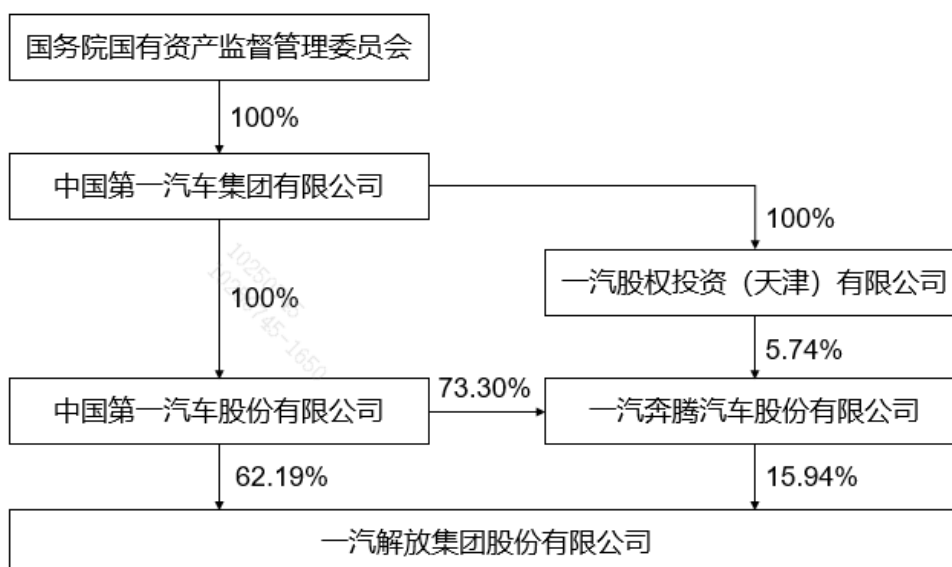 国务院国有资产监督管理委员会
100%
中国第一汽车集团有限公司
100%
100%
一汽股权投资（天津）有限公司
5.74%
中国第一汽车股份有限公司
73.30%
一汽奔腾汽车股份有限公司
62.19%
15.94%
一汽解放集团股份有限公司